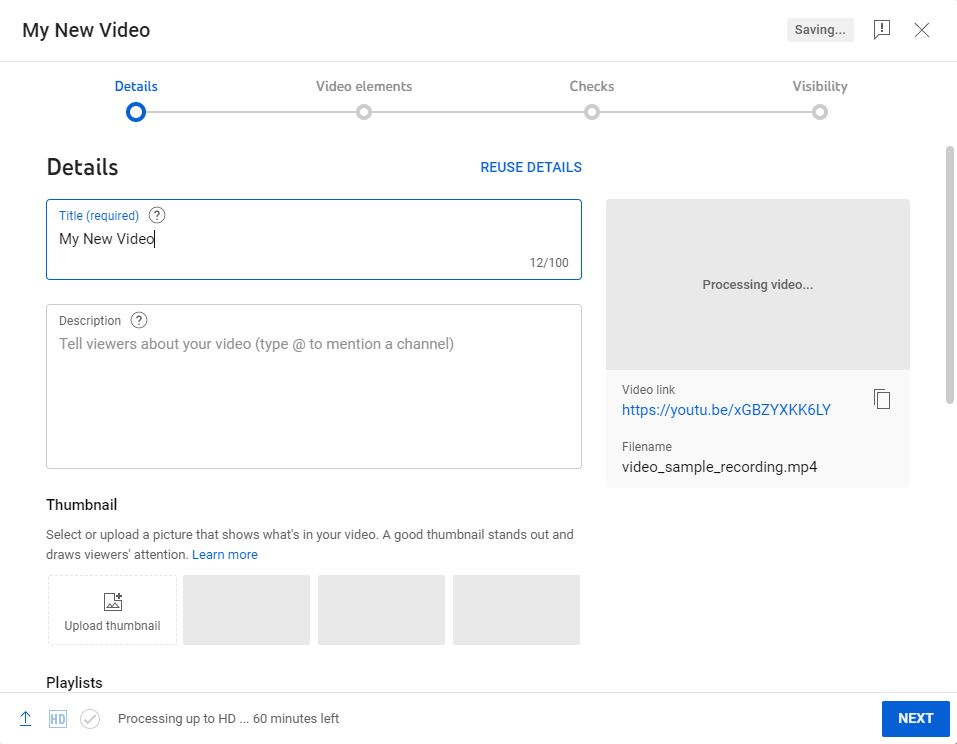 My New Video
Saving...
Details
Video elements
Checks
Visibility
Details
REUSE DETAILS
Title (required) ?
My New Video
12/100
Description ?
Tell viewers about your video (type @ to mention a channel)
Processing video...
Video link
https://youtu.be/xGBZYXKK6LY
Filename
video_sample_recording.mp4
Thumbnail
Select or upload a picture that shows what's in your video. A good thumbnail stands out and
draws viewers' attention. Learn more
Upload thumbnail
Playlists
HD
Processing up to HD ... 60 minutes left
NEXT